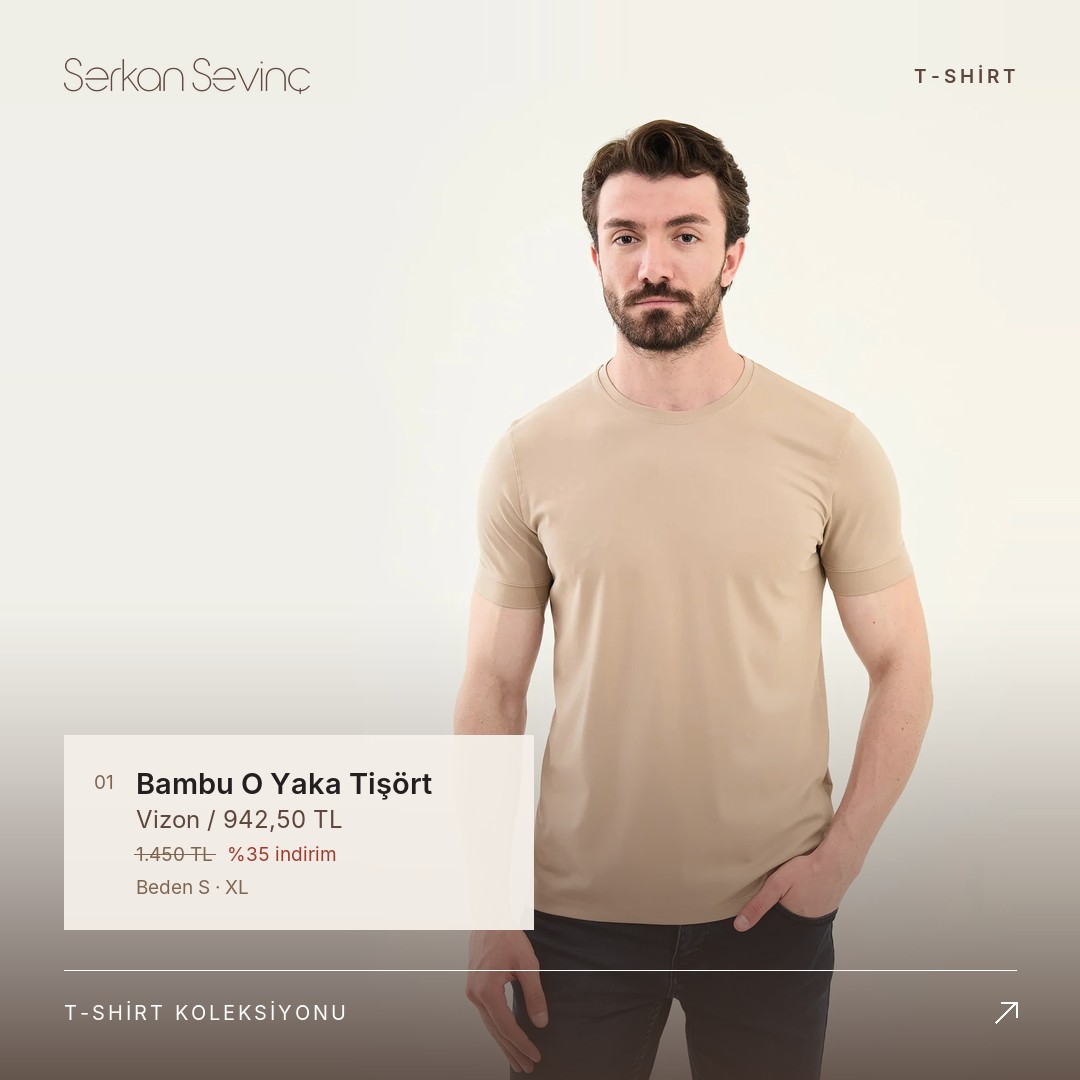 Serkan Sevinç
T-SHİRT
01 Bambu O Yaka Tişört
Vizon / 942,50 TL
1.450 TL %35 indirim
Beden S · XL
T-SHİRT KOLEKSİYONU